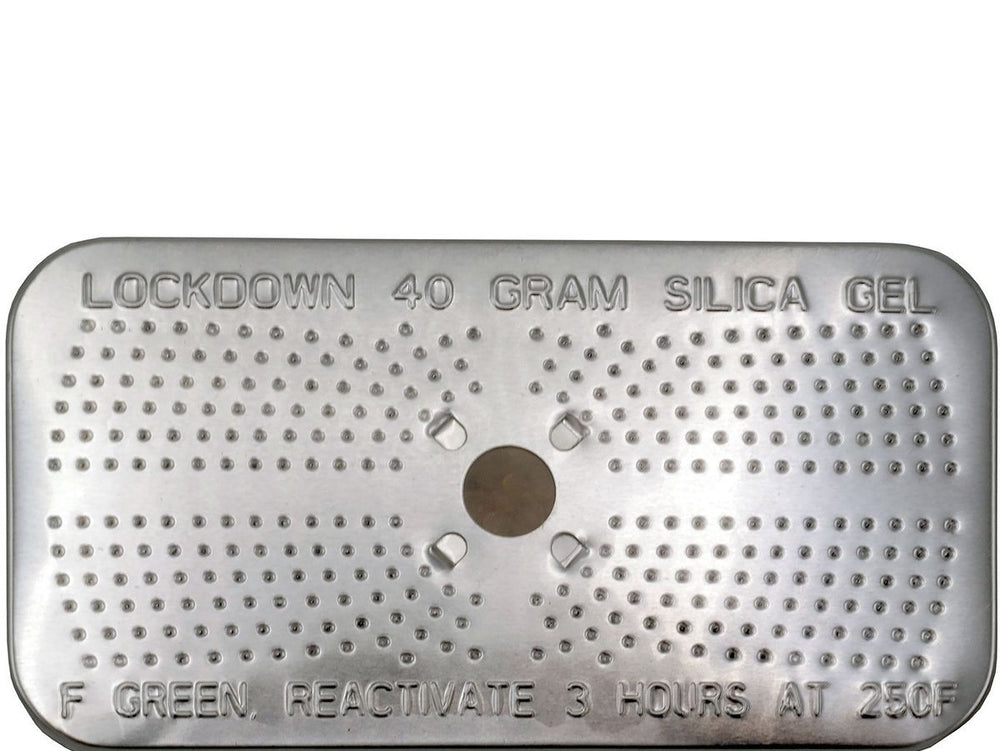 LOCKDOWN 40 GRAM SILICA GEL
F GREEN, REACTIVATE 3 HOURS AT 250F